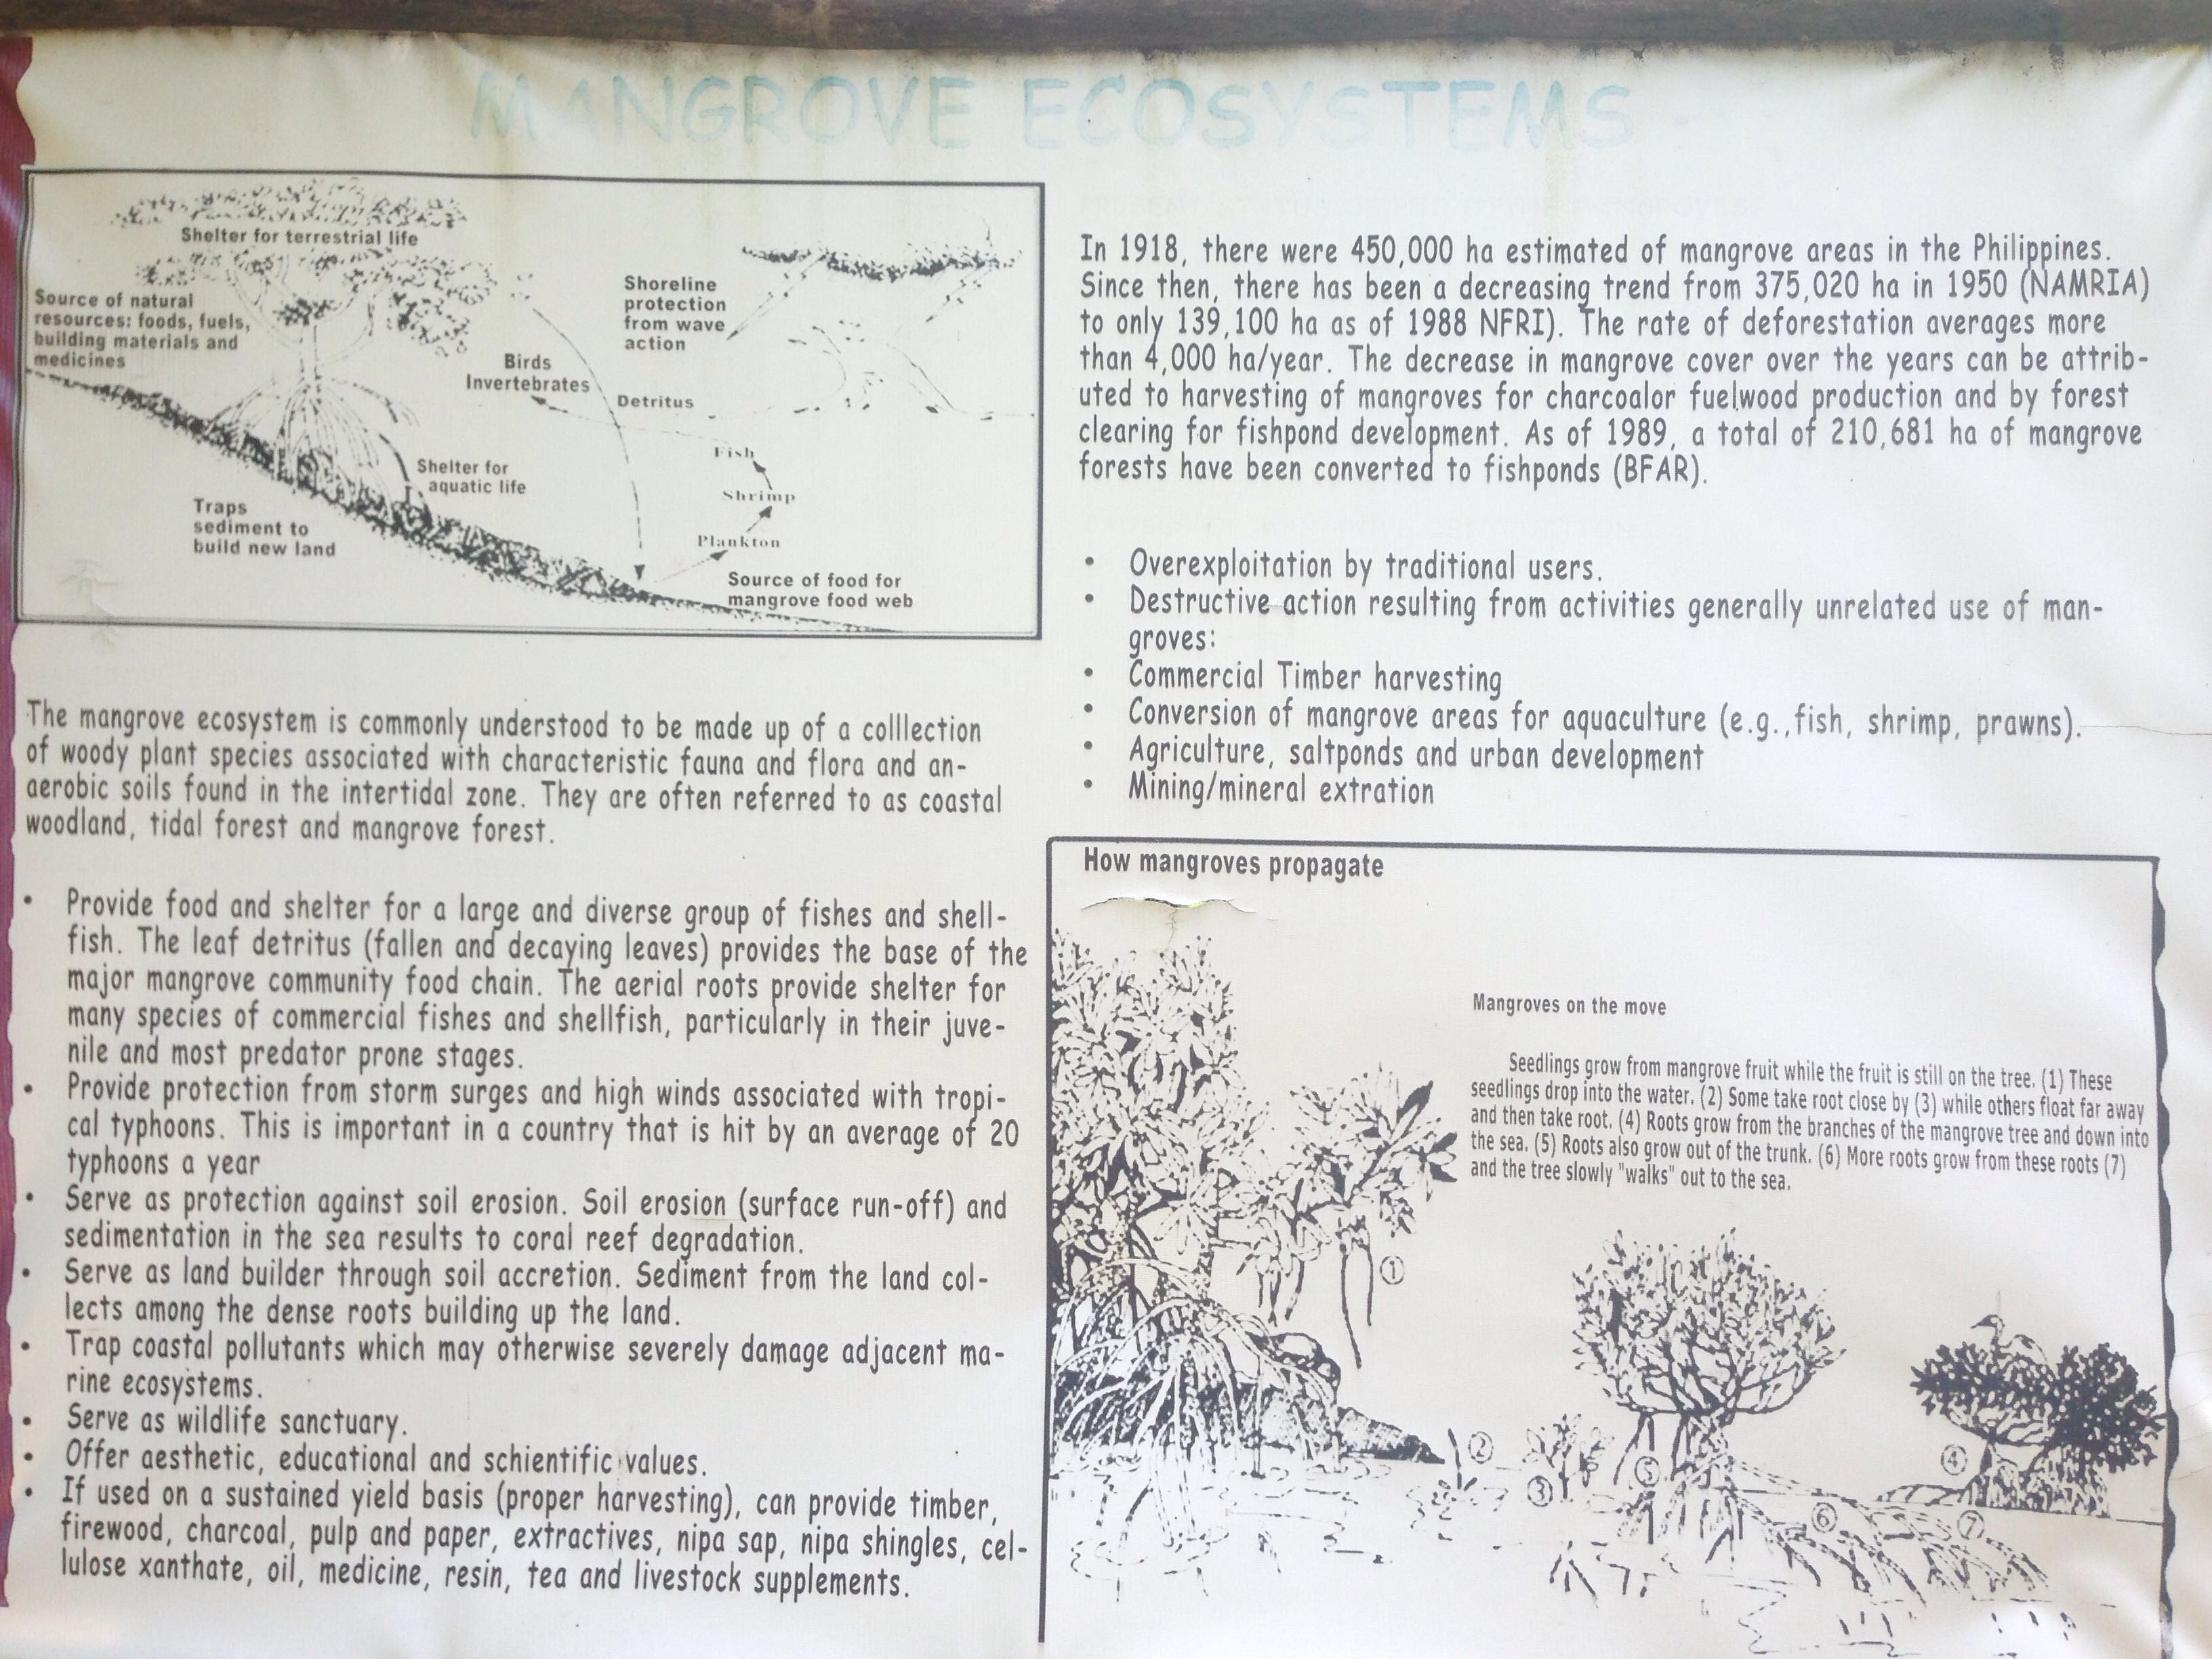 MANGROVE ECOSYSTEMS
Shelter for terrestrial life
Source of natural
resources: foods, fuels,
building materials and
medicines
Shoreline
protection
from wave
action
Birds
Invertebrates
Detritus
Fish
Shrimp
Plankton
Shelter for
aquatic life
Traps
sediment to
build new land
Source of food for
mangrove food web
The mangrove ecosystem is commonly understood to be made up of a colllection
of woody plant species associated with characteristic fauna and flora and an-
aerobic soils found in the intertidal zone. They are often referred to as coastal
woodland, tidal forest and mangrove forest.
• Provide food and shelter for a large and diverse group of fishes and shell-
fish. The leaf detritus (fallen and decaying leaves) provides the base of the
major mangrove community food chain. The aerial roots provide shelter for
many species of commercial fishes and shellfish, particularly in their juve-
nile and most predator prone stages.
• Provide protection from storm surges and high winds associated with tropi-
cal typhoons. This is important in a country that is hit by an average of 20
typhoons a year
• Serve as protection against soil erosion. Soil erosion (surface run-off) and
sedimentation in the sea results to coral reef degradation.
• Serve as land builder through soil accretion. Sediment from the land col-
lects among the dense roots building up the land.
• Trap coastal pollutants which may otherwise severely damage adjacent ma-
rine ecosystems.
• Serve as wildlife sanctuary.
• Offer aesthetic, educational and schientific values.
• If used on a sustained yield basis (proper harvesting), can provide timber,
firewood, charcoal, pulp and paper, extractives, nipa sap, nipa shingles, cel-
lulose xanthate, oil, medicine, resin, tea and livestock supplements.
In 1918, there were 450,000 ha estimated of mangrove areas in the Philippines.
Since then, there has been a decreasing trend from 375,020 ha in 1950 (NAMRIA)
to only 139,100 ha as of 1988 NFRI). The rate of deforestation averages more
than 4,000 ha/year. The decrease in mangrove cover over the years can be attrib-
uted to harvesting of mangroves for charcoalor fuelwood production and by forest
clearing for fishpond development. As of 1989, a total of 210,681 ha of mangrove
forests have been converted to fishponds (BFAR).
• Overexploitation by traditional users.
• Destructive action resulting from activities generally unrelated use of man-
groves:
• Commercial Timber harvesting
• Conversion of mangrove areas for aquaculture (e.g.,fish, shrimp, prawns).
• Agriculture, saltponds and urban development
• Mining/mineral extration
How mangroves propagate
Mangroves on the move
Seedlings grow from mangrove fruit while the fruit is still on the tree. (1) These
seedlings drop into the water. (2) Some take root close by (3) while others float far away
and then take root. (4) Roots grow from the branches of the mangrove tree and down into
the sea. (5) Roots also grow out of the trunk. (6) More roots grow from these roots (7)
and the tree slowly "walks" out to the sea.
1
2
3
5
4
6
7